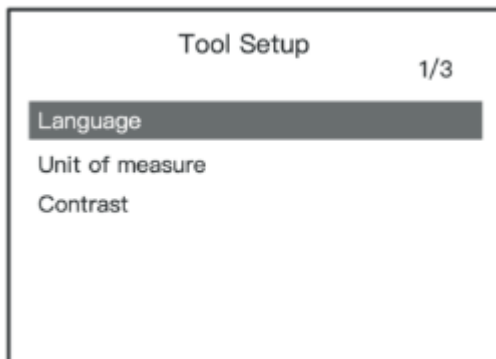 Tool Setup
1/3
Language
Unit of measure
Contrast